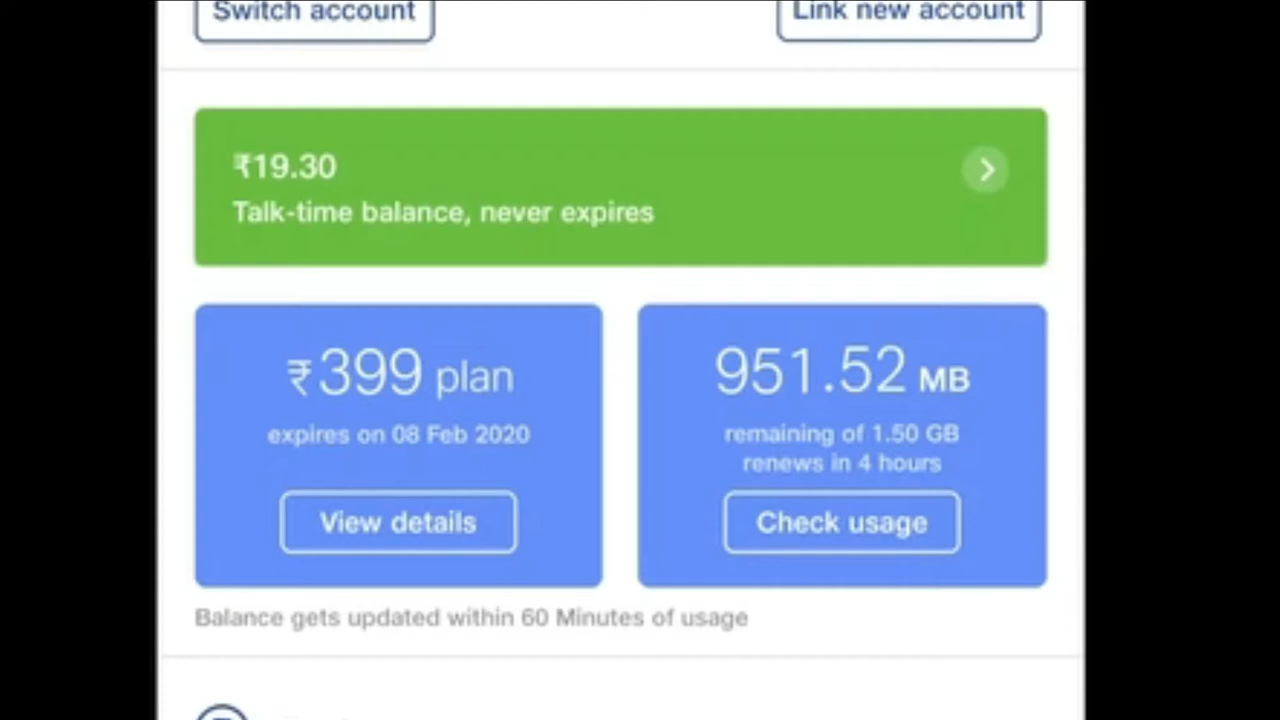 Switch account
Link new account
₹19.30
Talk-time balance, never expires
₹399 plan
expires on 08 Feb 2020
View details
951.52 MB
remaining of 1.50 GB
renews in 4 hours
Check usage
Balance gets updated within 60 Minutes of usage